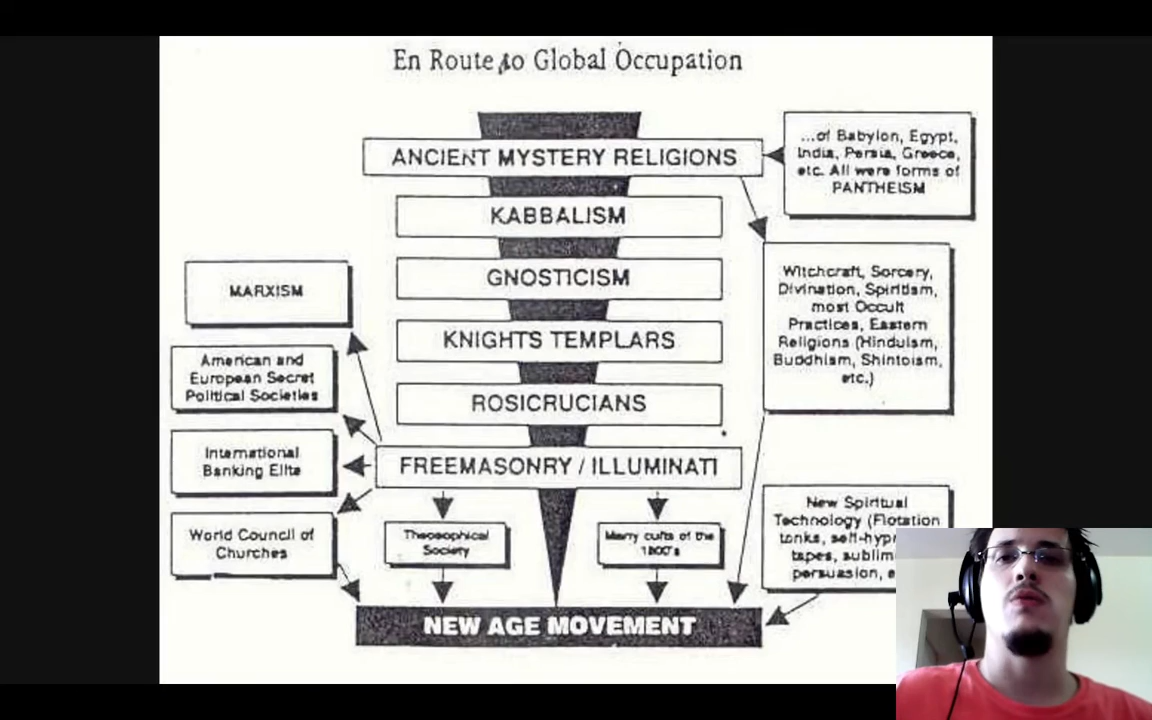 En Route to Global Occupation
ANCIENT MYSTERY RELIGIONS
...of Babylon, Egypt,
India, Persia, Greece,
etc. All were forms of
PANTHEISM
KABBALISM
GNOSTICISM
KNIGHTS TEMPLARS
ROSICRUCIANS
FREEMASONRY / ILLUMINATI
Witchcraft, Sorcery,
Divination, Spiritism,
most Occult
Practices, Eastern
Religions (Hinduism,
Buddhism, Shintoism,
etc.)
MARXISM
American and
European Secret
Political Societies
International
Banking Elite
World Council of
Churches
Theosophical
Society
Many cults of the
1800's
New Spiritual
Technology (Flotation
tanks,
tapes,
persuasion,
NEW AGE MOVEMENT